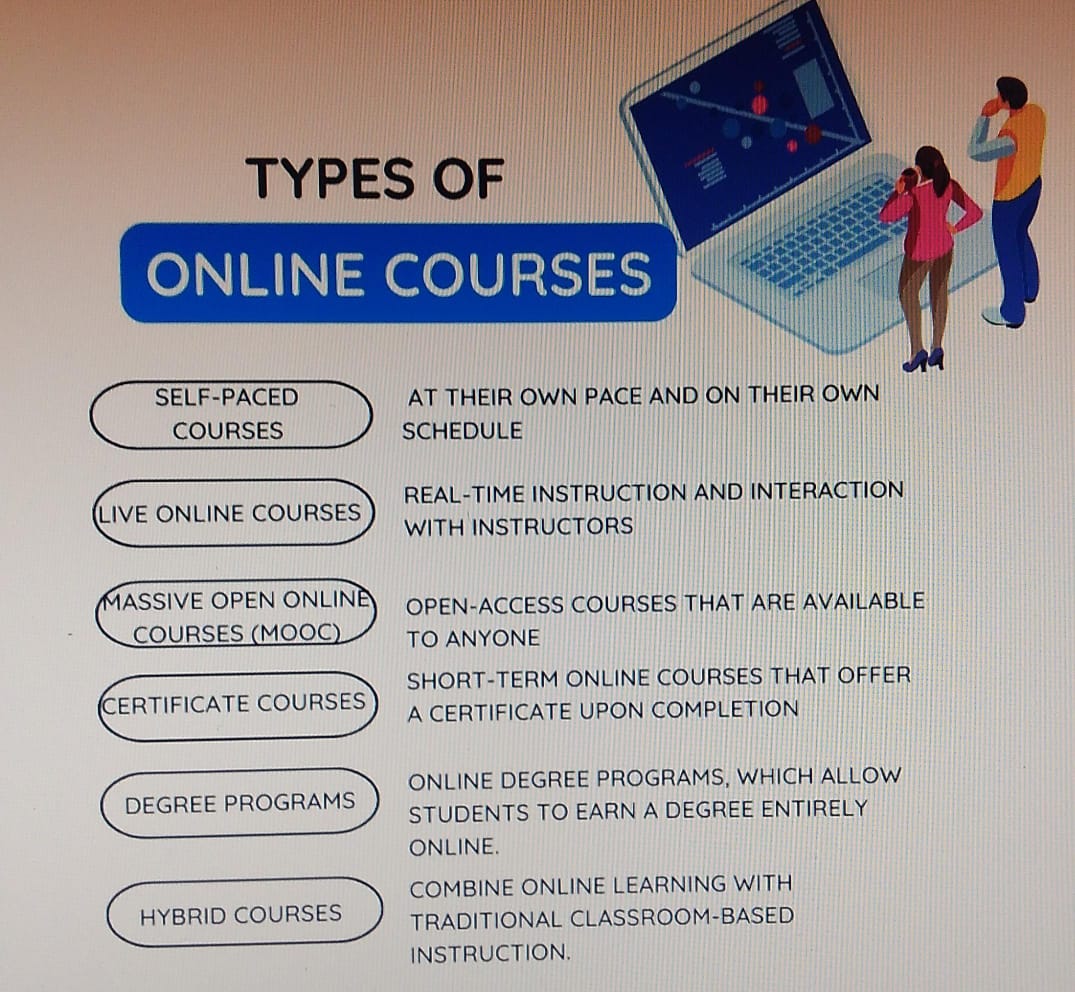 TYPES OF
ONLINE COURSES
SELF-PACED
COURSES
AT THEIR OWN PACE AND ON THEIR OWN
SCHEDULE
LIVE ONLINE COURSES
REAL-TIME INSTRUCTION AND INTERACTION
WITH INSTRUCTORS
MASSIVE OPEN ONLINE
COURSES (MOOC)
OPEN-ACCESS COURSES THAT ARE AVAILABLE
TO ANYONE
CERTIFICATE COURSES
SHORT-TERM ONLINE COURSES THAT OFFER
A CERTIFICATE UPON COMPLETION
DEGREE PROGRAMS
ONLINE DEGREE PROGRAMS, WHICH ALLOW
STUDENTS TO EARN A DEGREE ENTIRELY
ONLINE.
HYBRID COURSES
COMBINE ONLINE LEARNING WITH
TRADITIONAL CLASSROOM-BASED
INSTRUCTION.